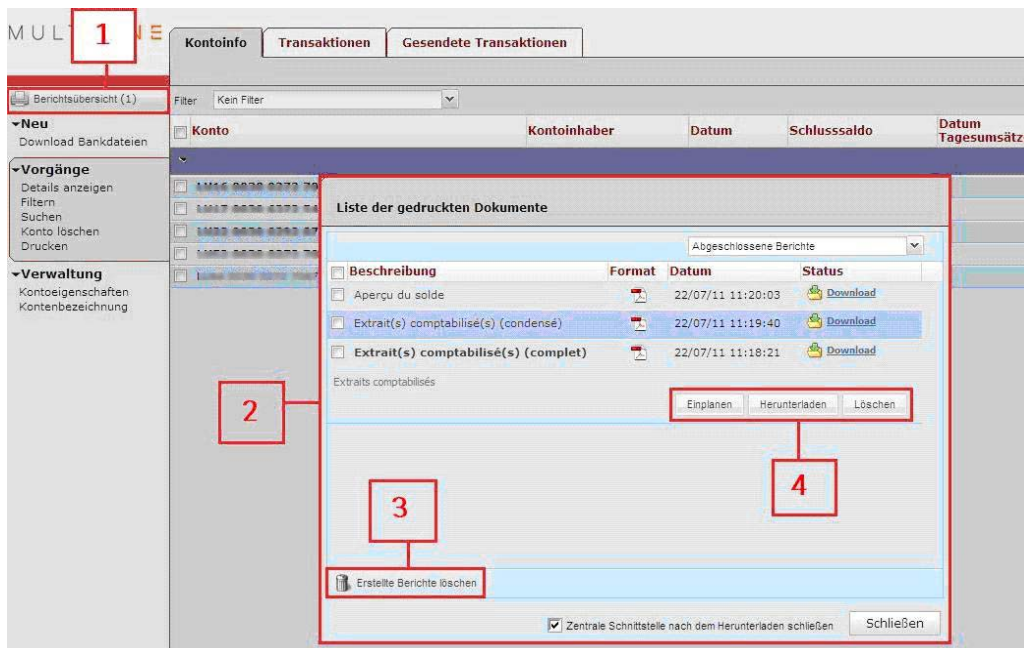 MUL
1
E
Kontoinfo
Transaktionen
Gesendete Transaktionen
Berichtsübersicht (1)
Filter
Kein Filter
Neu
Download Bankdateien
Konto
Kontoinhaber
Datum
Schlusssaldo
Datum
Tagesumsätz
Vorgänge
Details anzeigen
Filtern
Suchen
Konto löschen
Drucken
Verwaltung
Kontoeigenschaften
Kontenbezeichnung
Liste der gedruckten Dokumente
Abgeschlossene Berichte
Beschreibung Format Datum Status
Aperçu du solde 22/07/11 11:20:03 Download
Extrait(s) comptabilisé(s) (condensé) 22/07/11 11:19:40 Download
Extrait(s) comptabilisé(s) (complet) 22/07/11 11:18:21 Download
Extraits comptabilisés
Einplanen Herunterladen Löschen
2
4
3
Erstellte Berichte löschen
Zentrale Schnittstelle nach dem Herunterladen schließen
Schließen